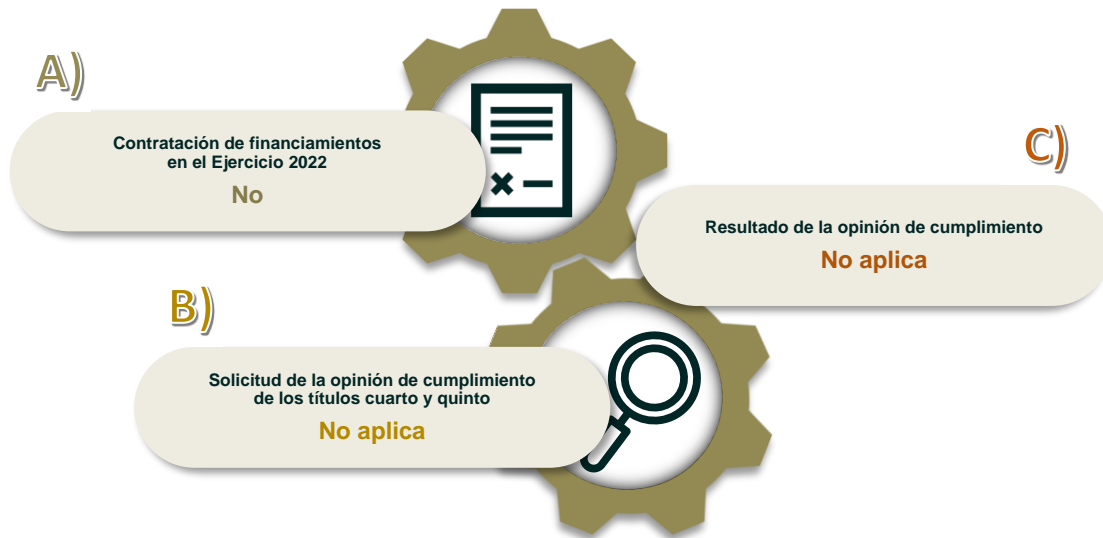 A)
Contratación de financiamientos
en el Ejercicio 2022
No
B)
Solicitud de la opinión de cumplimiento
de los títulos cuarto y quinto
No aplica
C)
Resultado de la opinión de cumplimiento
No aplica